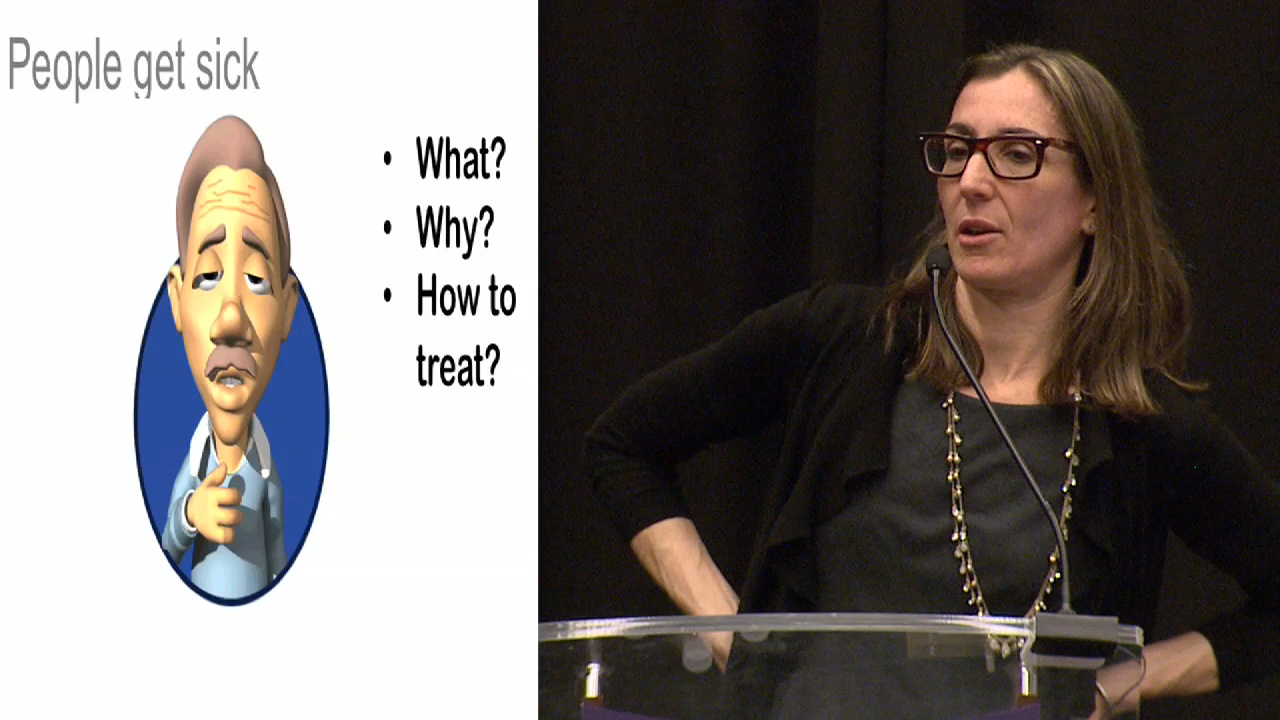 People get sick
• What?
• Why?
• How to
treat?